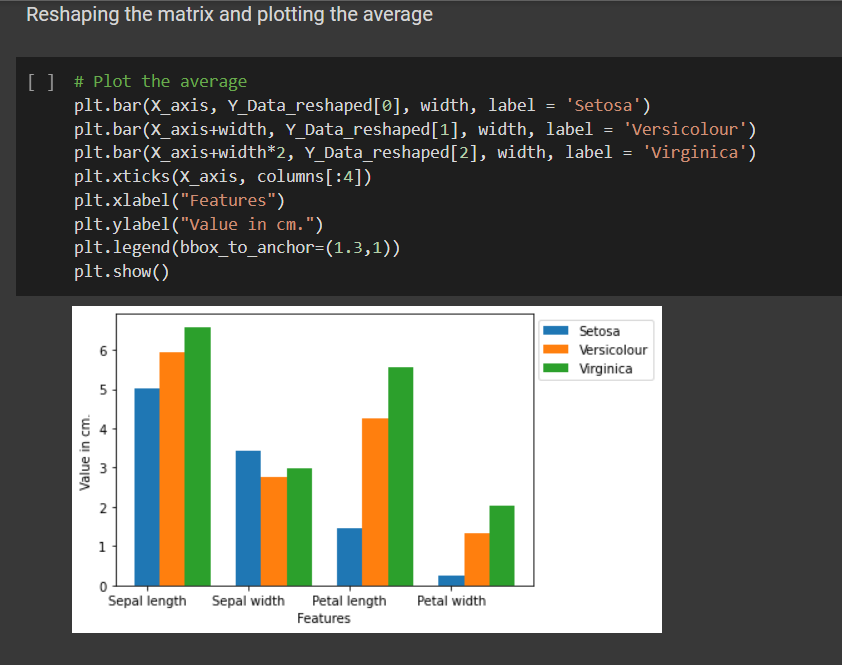 Reshaping the matrix and plotting the average
[ ] # Plot the average
plt.bar(X_axis, Y_Data_reshaped[0], width, label = 'Setosa')
plt.bar(X_axis+width, Y_Data_reshaped[1], width, label = 'Versicolour')
plt.bar(X_axis+width*2, Y_Data_reshaped[2], width, label = 'Virginica')
plt.xticks(X_axis, columns[:4])
plt.xlabel("Features")
plt.ylabel("Value in cm.")
plt.legend(bbox_to_anchor=(1.3,1))
plt.show()
Setosa
Versicolour
Virginica
Value in cm.
6
5
4
3
2
1
0
Sepal length Sepal width Petal length Petal width
Features